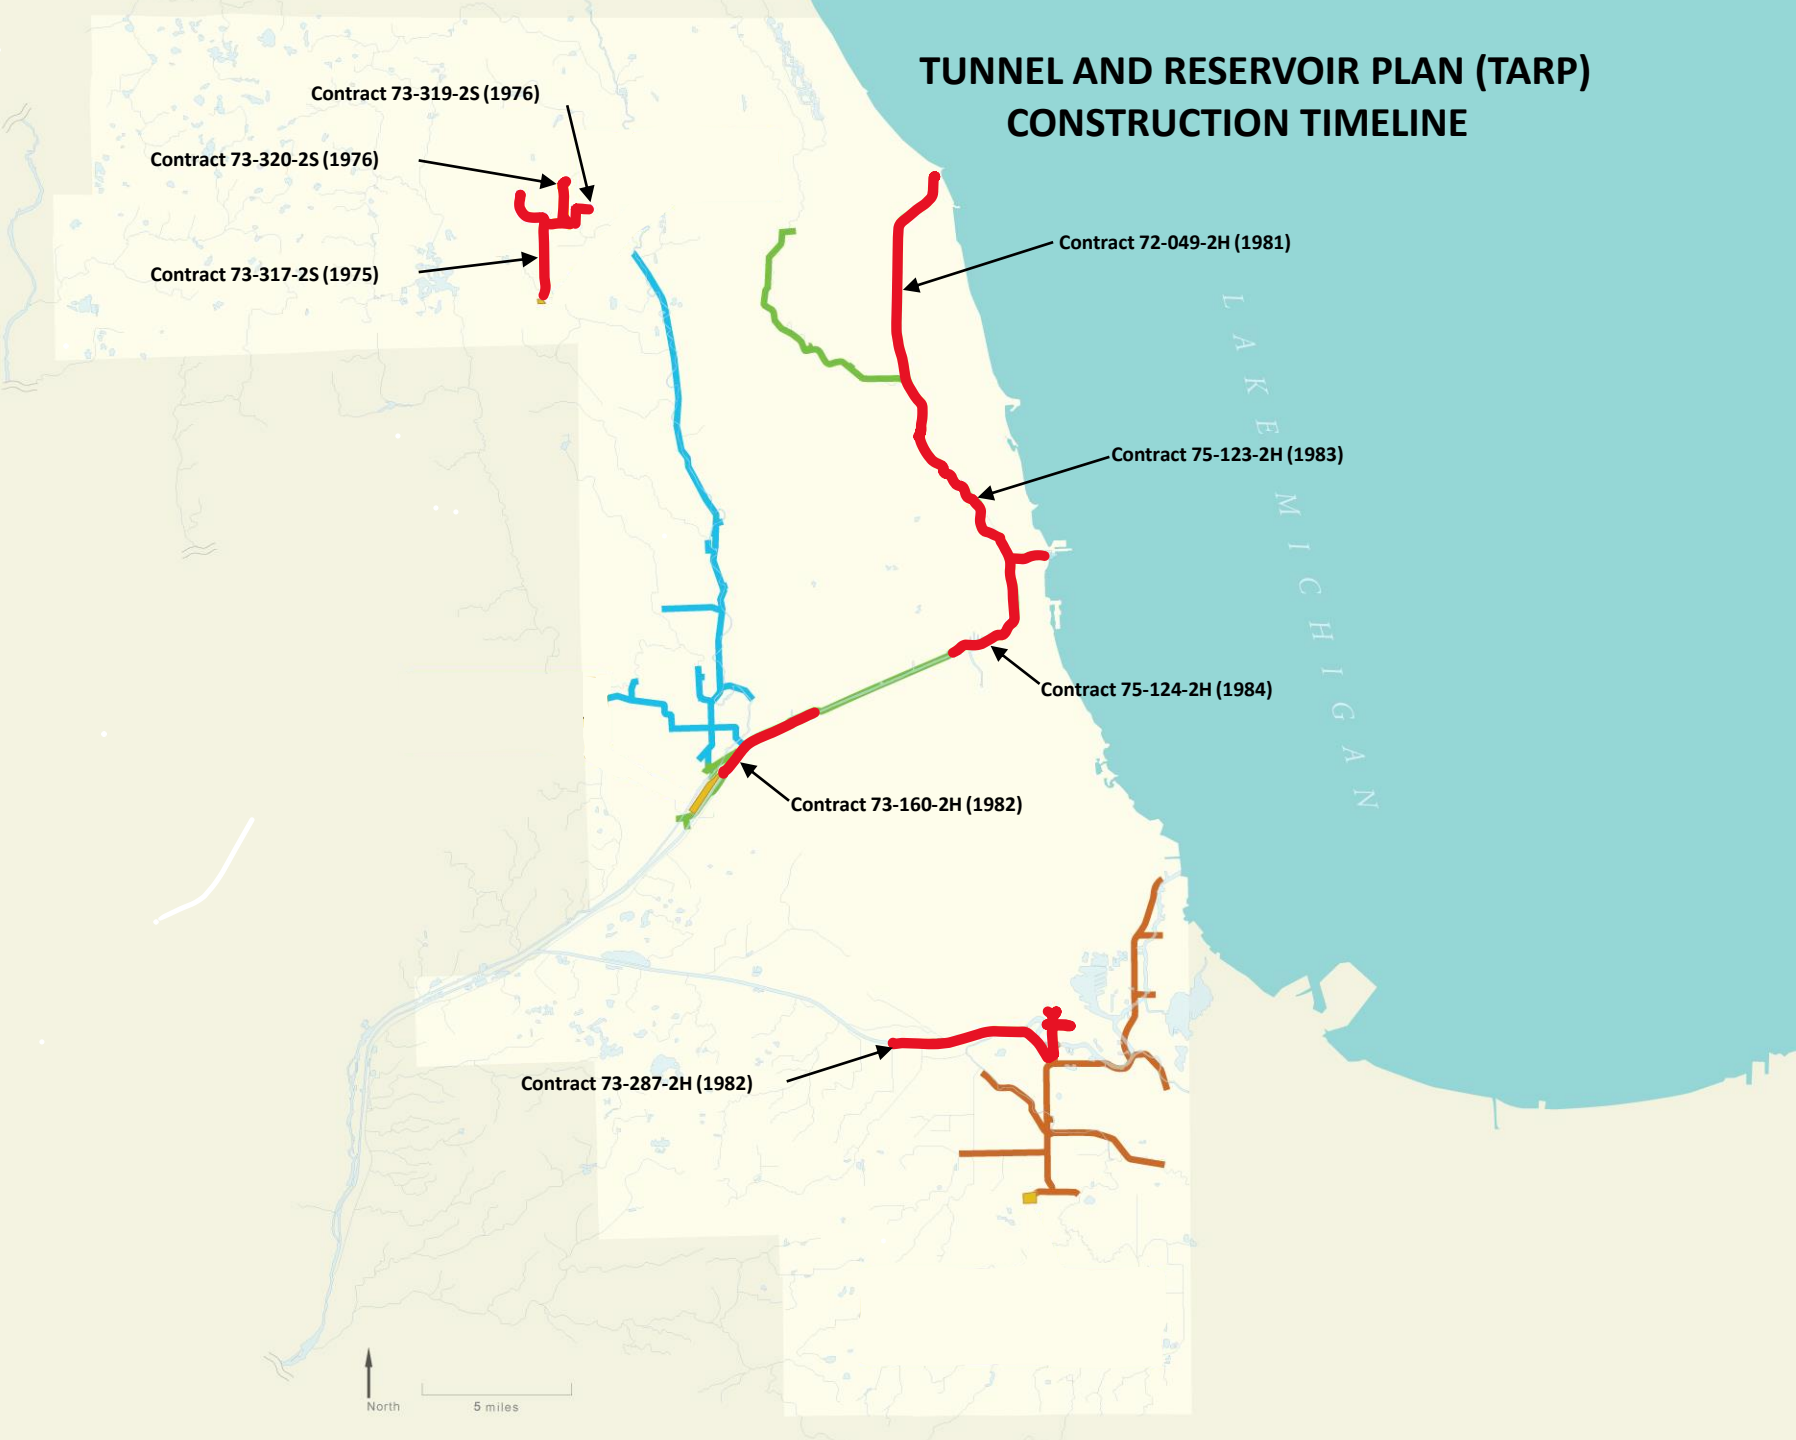 TUNNEL AND RESERVOIR PLAN (TARP)
CONSTRUCTION TIMELINE
Contract 73-319-2S (1976)
Contract 73-320-2S (1976)
Contract 73-317-2S (1975)
Contract 72-049-2H (1981)
LAKE MICHIGAN
Contract 75-123-2H (1983)
Contract 75-124-2H (1984)
Contract 73-160-2H (1982)
Contract 73-287-2H (1982)
North
5 miles